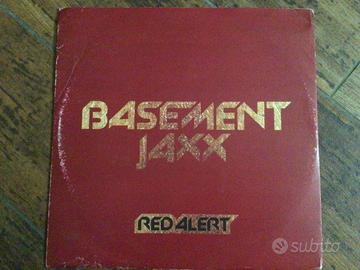 BASEMENT
JAXX
RED ALERT
subito